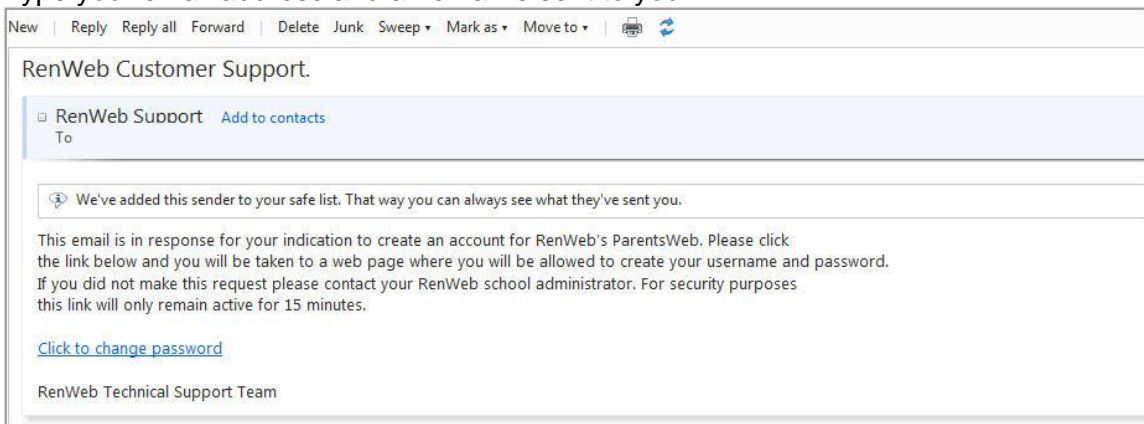 New | Reply Reply all Forward | Delete Junk Sweep Mark as Move to |
RenWeb Customer Support.
RenWeb Support Add to contacts
To
We've added this sender to your safe list. That way you can always see what they've sent you.
This email is in response for your indication to create an account for RenWeb's ParentsWeb. Please click
the link below and you will be taken to a web page where you will be allowed to create your username and password.
If you did not make this request please contact your RenWeb school administrator. For security purposes
this link will only remain active for 15 minutes.
Click to change password
RenWeb Technical Support Team